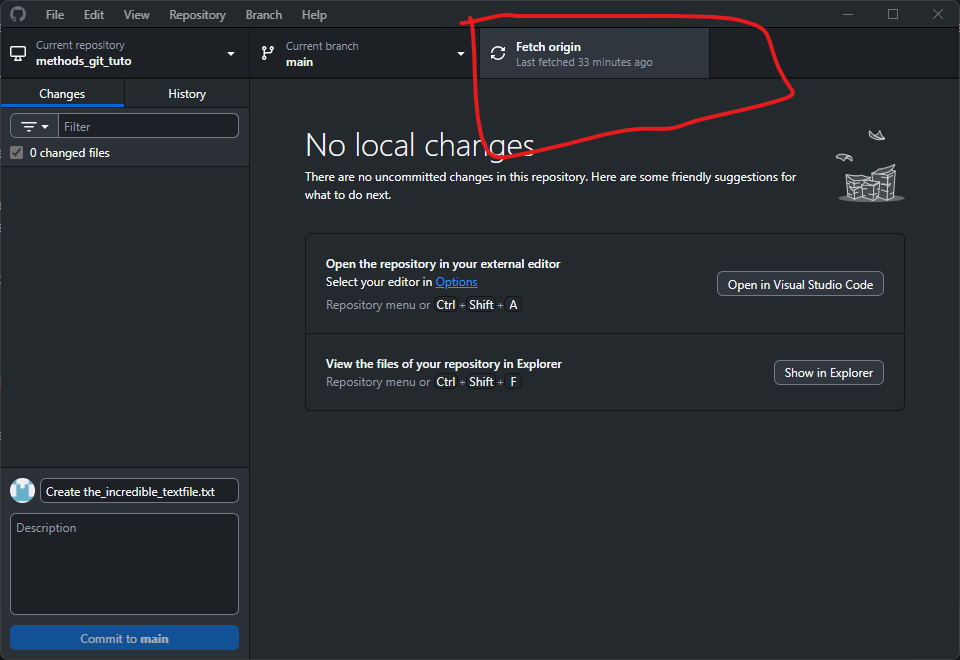 File Edit View Repository Branch Help
Current repository
methods_git_tuto
Current branch
main
Fetch origin
Last fetched 33 minutes ago
Changes
History
Filter
0 changed files
No local changes
There are no uncommitted changes in this repository. Here are some friendly suggestions for
what to do next.
Open the repository in your external editor
Select your editor in Options
Repository menu or Ctrl + Shift + A
Open in Visual Studio Code
View the files of your repository in Explorer
Repository menu or Ctrl + Shift + F
Show in Explorer
Create the_incredible_textfile.txt
Description
Commit to main